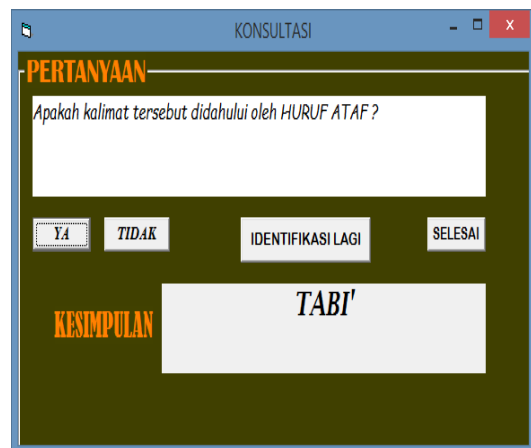 KONSULTASI
PERTANYAAN
Apakah kalimat tersebut didahului oleh HURUF ATAF ?
YA TIDAK IDENTIFIKASI LAGI SELESAI
KESIMPULAN TABI'